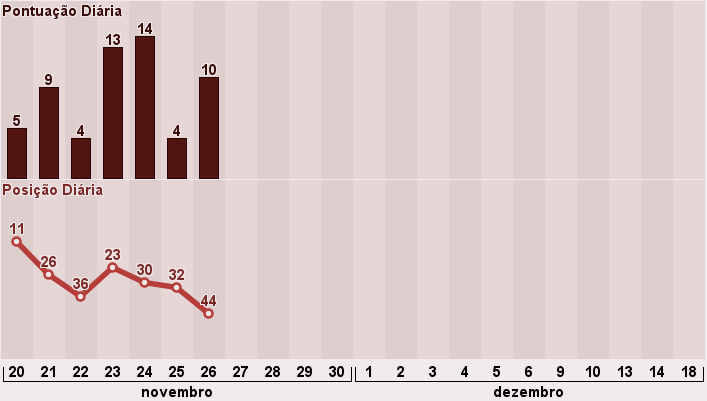 Pontuação Diária
5 9 4 13 14 4 10
Posição Diária
11 26 36 23 30 32 44
20 21 22 23 24 25 26 27 28 29 30 1 2 3 4 5 6 9 10 13 14 18
novembro dezembro